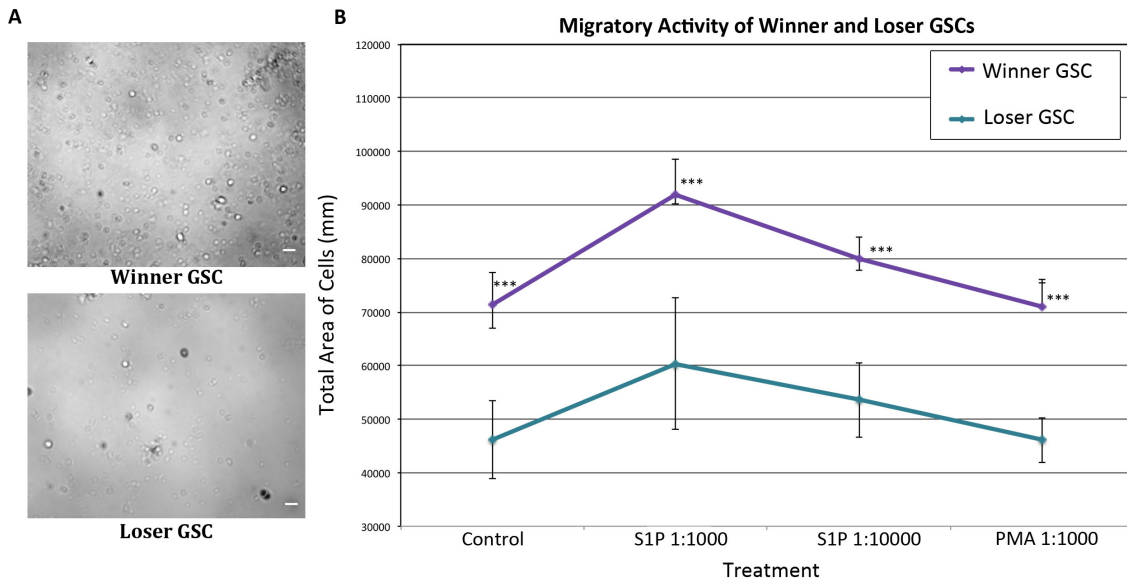 A
Winner GSC
Loser GSC
B
Migratory Activity of Winner and Loser GSCs
Winner GSC
Loser GSC
Total Area of Cells (mm)
120000
110000
100000
90000
80000
70000
60000
50000
40000
30000
***
***
***
***
Control
S1P 1:1000
S1P 1:10000
PMA 1:1000
Treatment